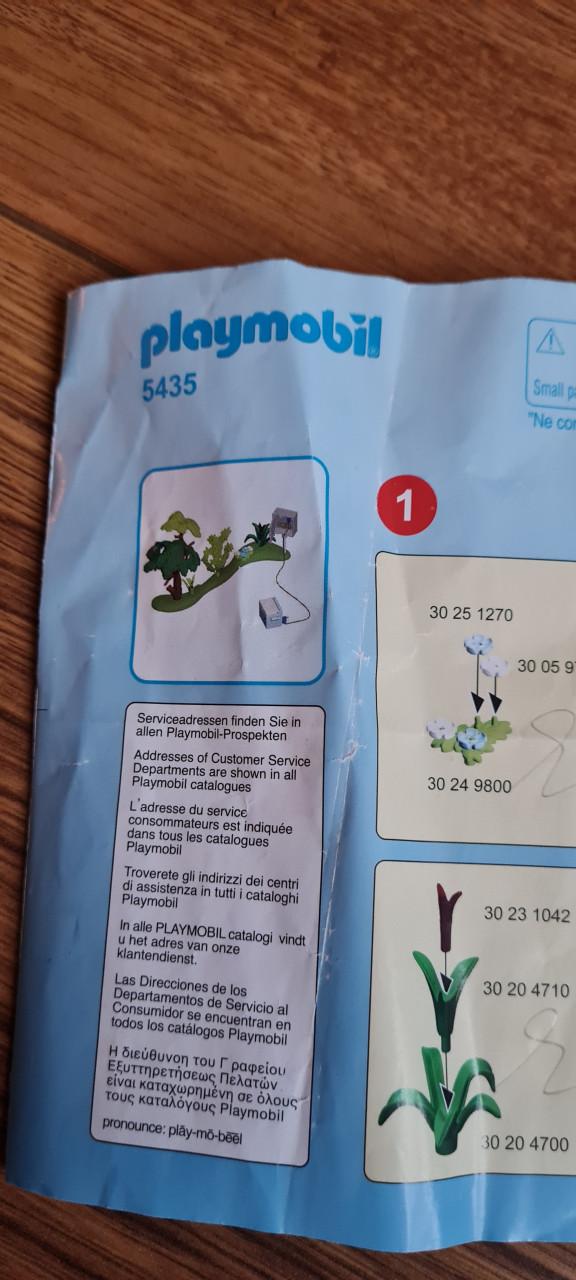 playmobil®
5435
Small
"Ne
1
30 25 1270
30 05
30 24 9800
30 23 1042
30 20 4710
30 20 4700
Serviceadressen finden Sie in
allen Playmobil-Prospekten
Addresses of Customer Service
Departments are shown in all
Playmobil catalogues
L'adresse du service
consommateurs est indiquée
dans tous les catalogues
Playmobil
Troverete gli indirizzi dei centri
di assistenza in tutti i cataloghi
Playmobil
In alle PLAYMOBIL catalogi vindt
u het adres van onze
klantendienst.
Las Direcciones de los
Departamentos de Servicio al
Consumidor se encuentran en
todos los catálogos Playmobil
Η διεύθυνση του Γραφείου
Εξυττηρετήσεως Πελατών
είναι καταχωρημένη σε όλους
τους καταλόγους Playmobil
pronounce: plāy-mō-bēēl